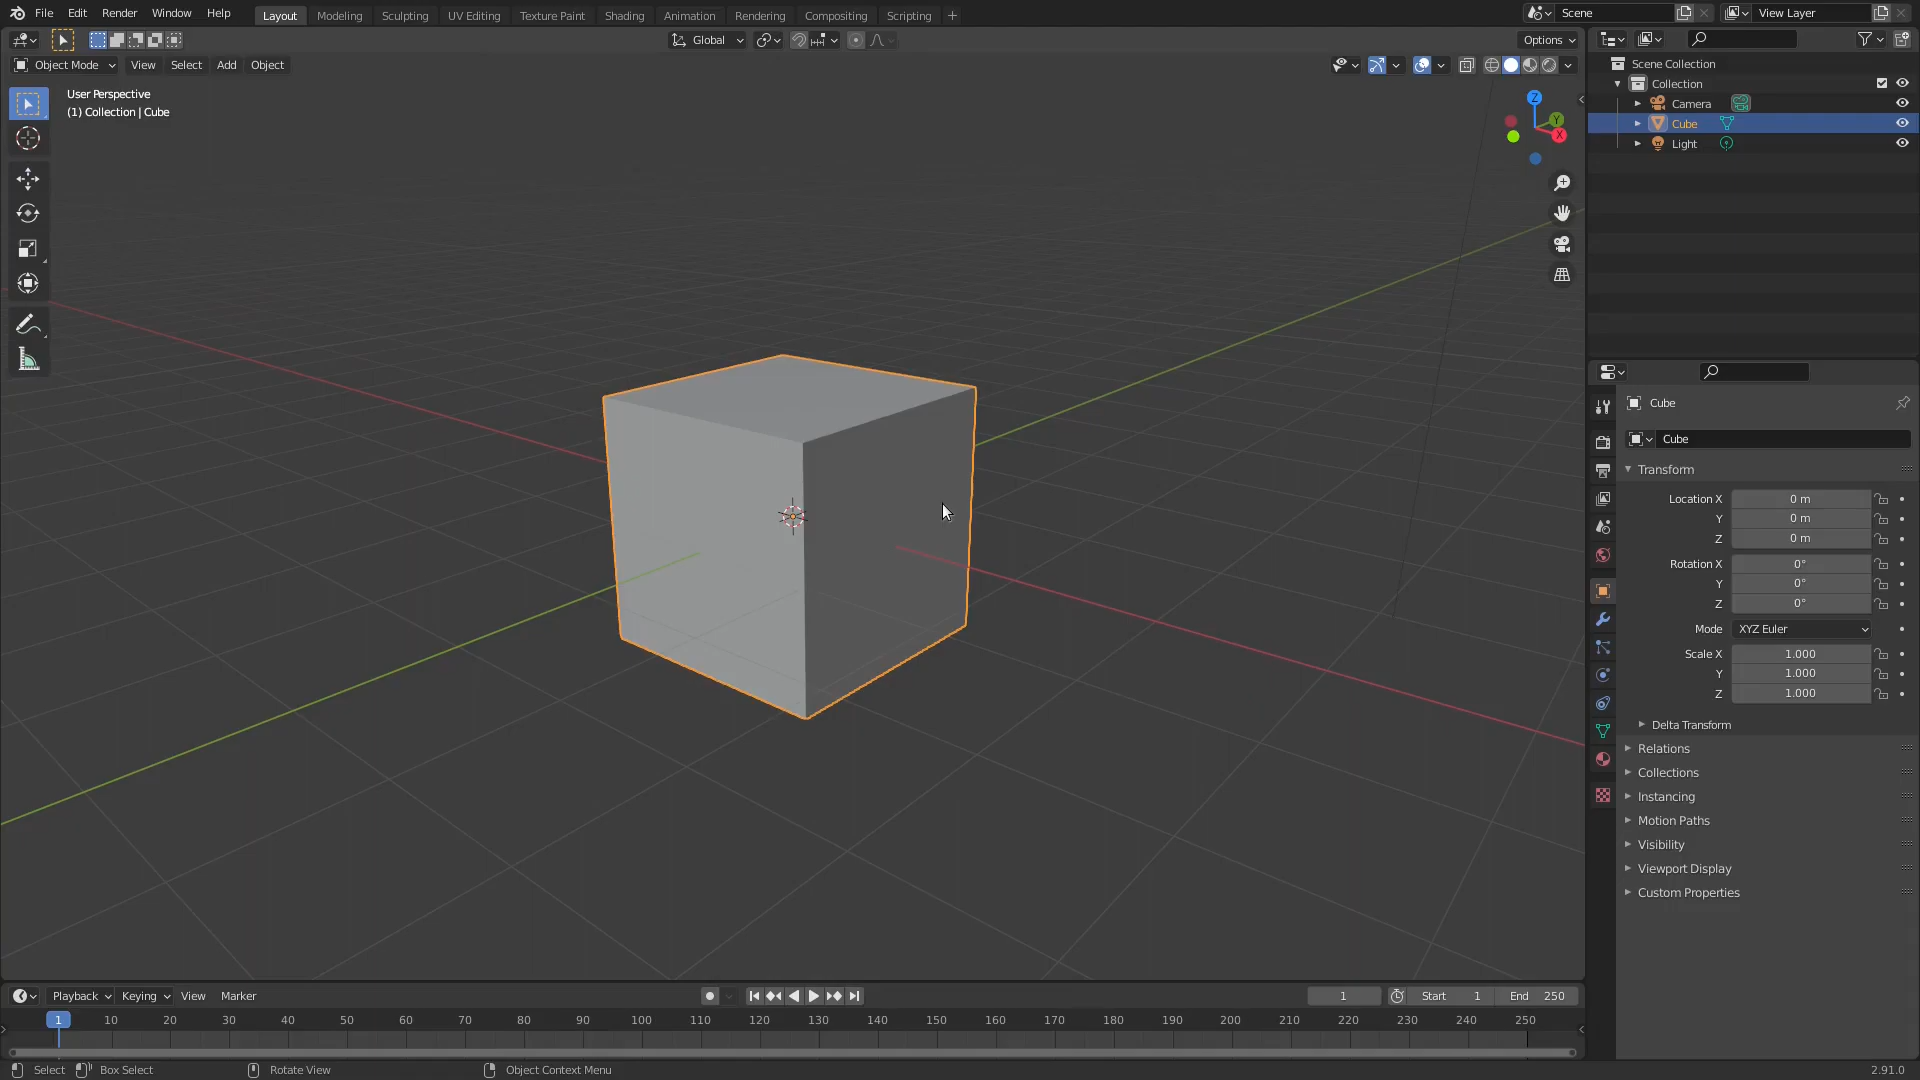 File Edit Render Window Help Layout Modeling Sculpting UV Editing Texture Paint Shading Animation Rendering Compositing Scripting + Scene View Layer
Global Options
Object Mode View Select Add Object
User Perspective
(1) Collection | Cube
Z
Y
X
Scene Collection
Collection
Camera
Cube
Light
Cube
Cube
Transform
Location X 0 m
Y 0 m
Z 0 m
Rotation X 0°
Y 0°
Z 0°
Mode XYZ Euler
Scale X 1.000
Y 1.000
Z 1.000
Delta Transform
Relations
Collections
Instancing
Motion Paths
Visibility
Viewport Display
Custom Properties
Playback Keying View Marker 1 Start 1 End 250
1 10 20 30 40 50 60 70 80 90 100 110 120 130 140 150 160 170 180 190 200 210 220 230 240 250
Select Box Select Rotate View Object Context Menu 2.91.0